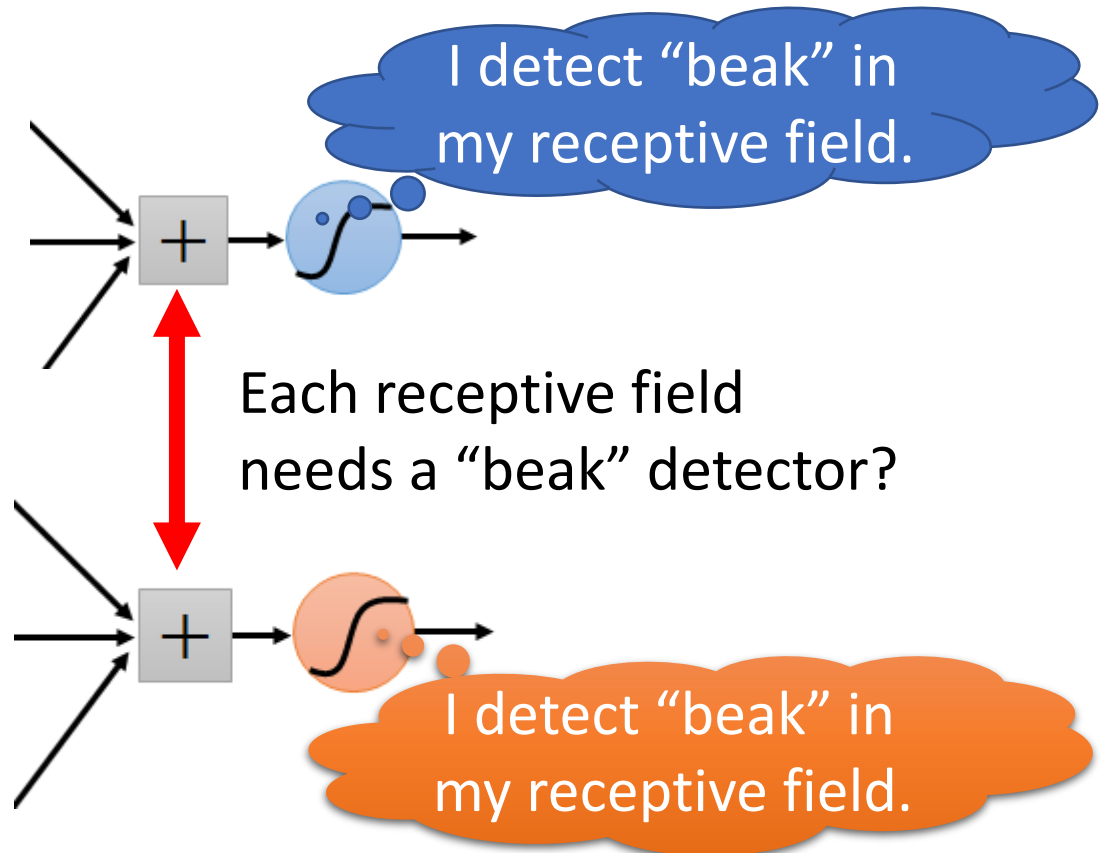 I detect “beak” in
my receptive field.
+
Each receptive field
needs a “beak” detector?
+
I detect “beak” in
my receptive field.